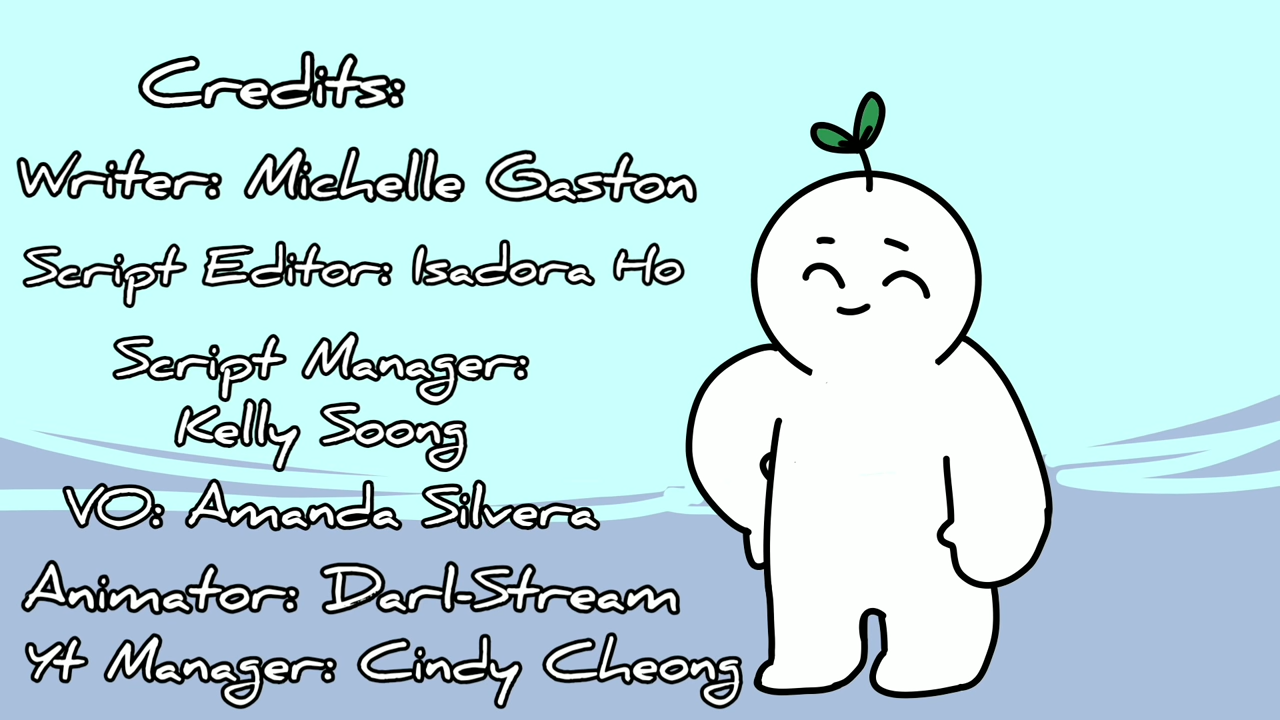 Credits:
Writer: Michelle Gaston
Script Editor: Isadora Ho
Script Manager:
Kelly Soong
VO: Amanda Silvera
Animator: Darl-Stream
Yt Manager: Cindy Cheong